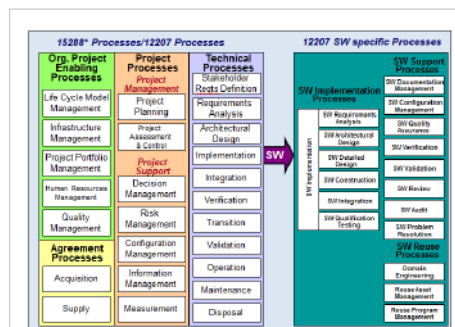 15288* Processes/12207 Processes
12207 SW specific Processes
Org. Project
Enabling
Processes
Life Cycle Model
Management
Infrastructure
Management
Project Portfolio
Management
Human Resources
Management
Quality
Management
Agreement
Processes
Acquisition
Supply
Project
Processes
Project
Management
Project
Planning
Project
Assessment
& Control
Project
Support
Decision
Management
Risk
Management
Configuration
Management
Information
Management
Measurement
Technical
Processes
Stakeholder
Reqts Definition
Requirements
Analysis
Architectural
Design
Implementation
Integration
Verification
Transition
Validation
Operation
Maintenance
Disposal
SW
SW Implementation
Processes
SW Implementation
SW Requirements
Analysis
SW Architectural
Design
SW Detailed
Design
SW Construction
SW Integration
SW Qualification
Testing
SW Support
Processes
SW Documentation
Management
SW Configuration
Management
SW Quality
Assurance
SW Verification
SW Validation
SW Review
SW Audit
SW Problem
Resolution
SW Reuse
Processes
Domain
Engineering
Reuse Asset
Management
Reuse Program
Management